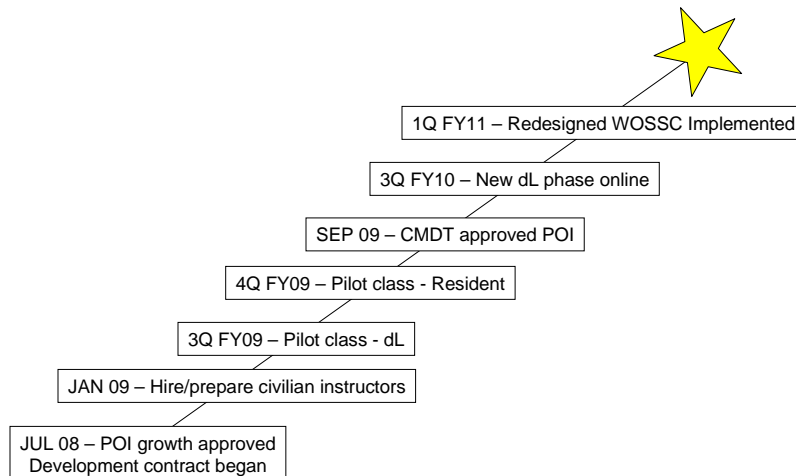 1Q FY11 – Redesigned WOSSC Implemented
3Q FY10 – New dL phase online
SEP 09 – CMDT approved POI
4Q FY09 – Pilot class - Resident
3Q FY09 – Pilot class - dL
JAN 09 – Hire/prepare civilian instructors
JUL 08 – POI growth approved
Development contract began